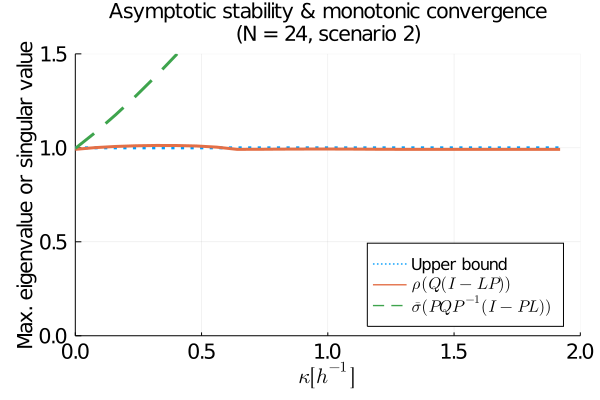 Asymptotic stability & monotonic convergence
(N = 24, scenario 2)
Max. eigenvalue or singular value
1.5
1.0
0.5
0.0
Upper bound
ρ(Q(I − LP))
σ̄(PQP⁻¹(I − PL))
0.0 0.5 1.0 1.5 2.0
κ[h⁻¹]